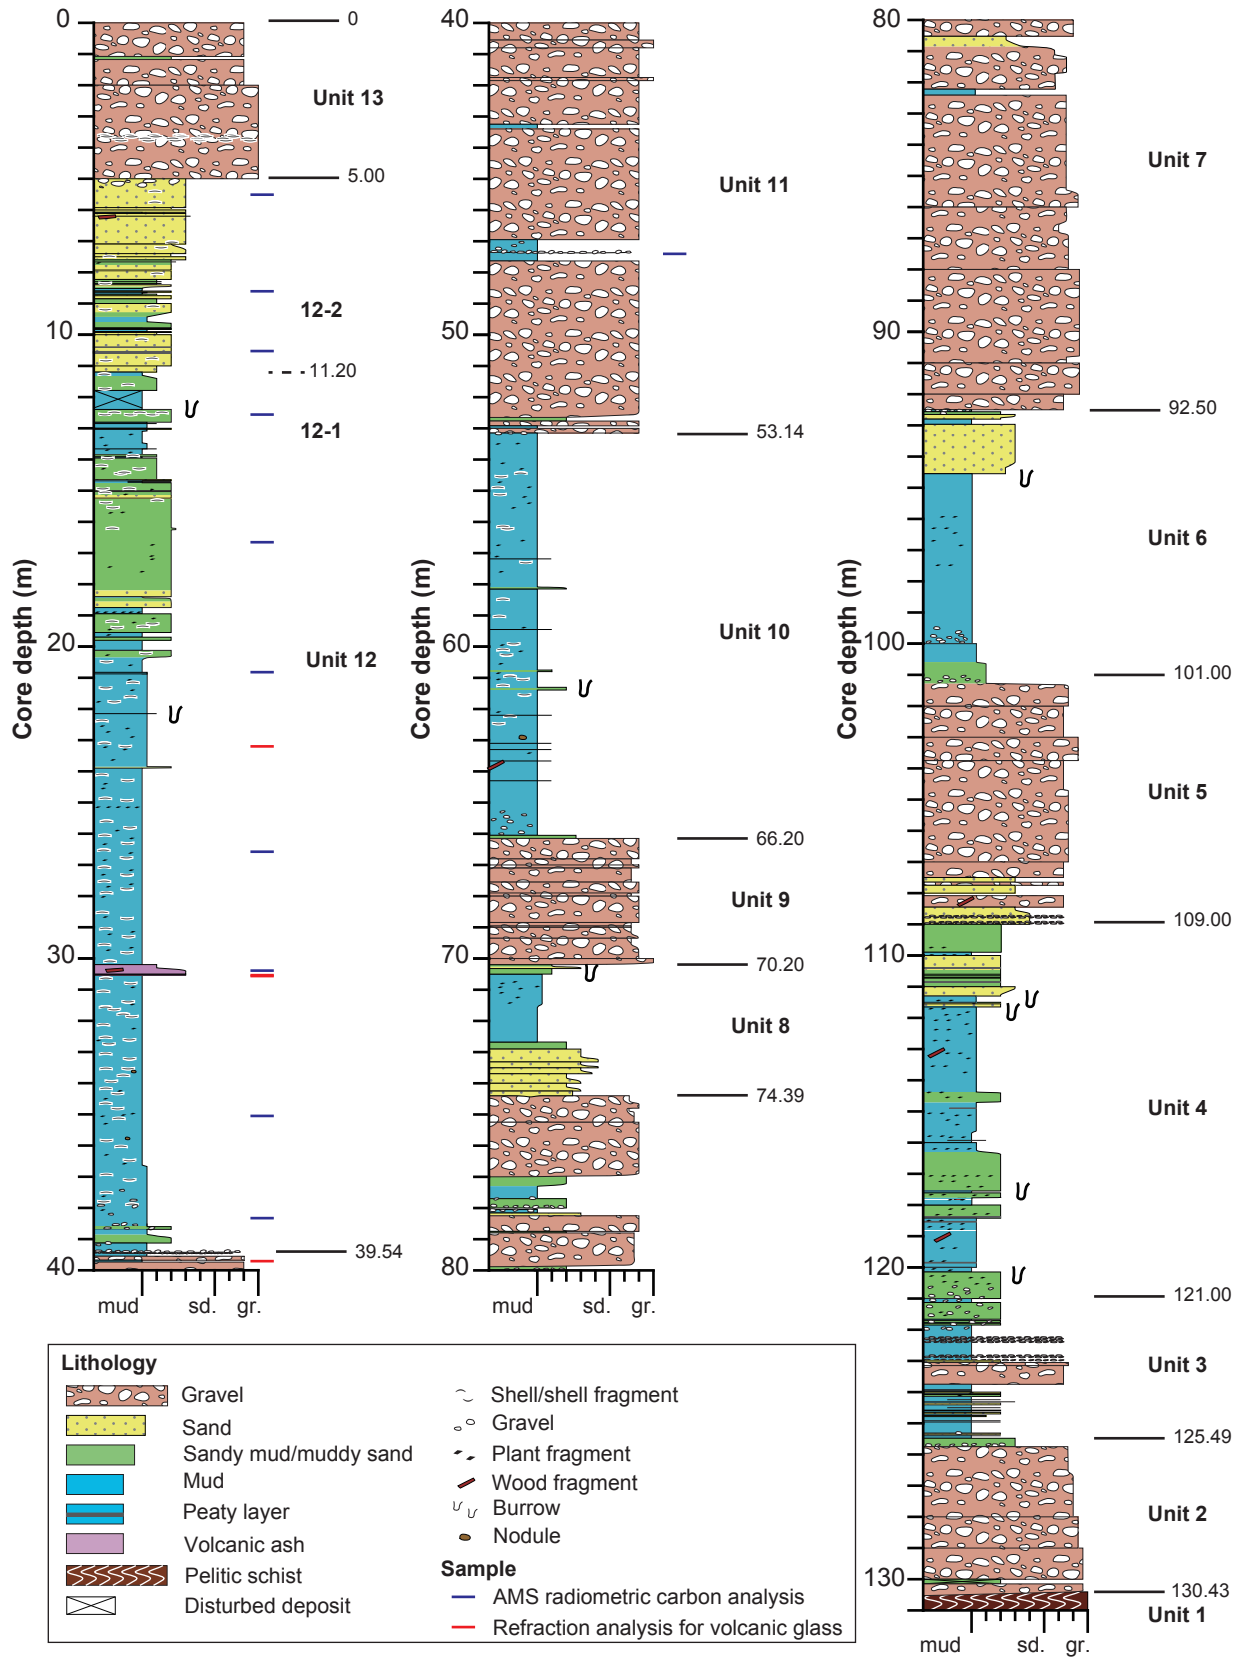 0
10
20
30
40
Core depth (m)
0
Unit 13
5.00
12-2
11.20
12-1
Unit 12
39.54
mud
sd.
gr.
40
50
60
70
80
Core depth (m)
Unit 11
53.14
Unit 10
66.20
Unit 9
70.20
Unit 8
74.39
mud
sd.
gr.
80
90
100
110
120
130
Core depth (m)
Unit 7
92.50
Unit 6
101.00
Unit 5
109.00
Unit 4
121.00
Unit 3
125.49
Unit 2
130.43
Unit 1
mud
sd.
gr.
Lithology
Gravel
Sand
Sandy mud/muddy sand
Mud
Peaty layer
Volcanic ash
Pelitic schist
Disturbed deposit
Shell/shell fragment
Gravel
Plant fragment
Wood fragment
Burrow
Nodule
Sample
AMS radiometric carbon analysis
Refraction analysis for volcanic glass